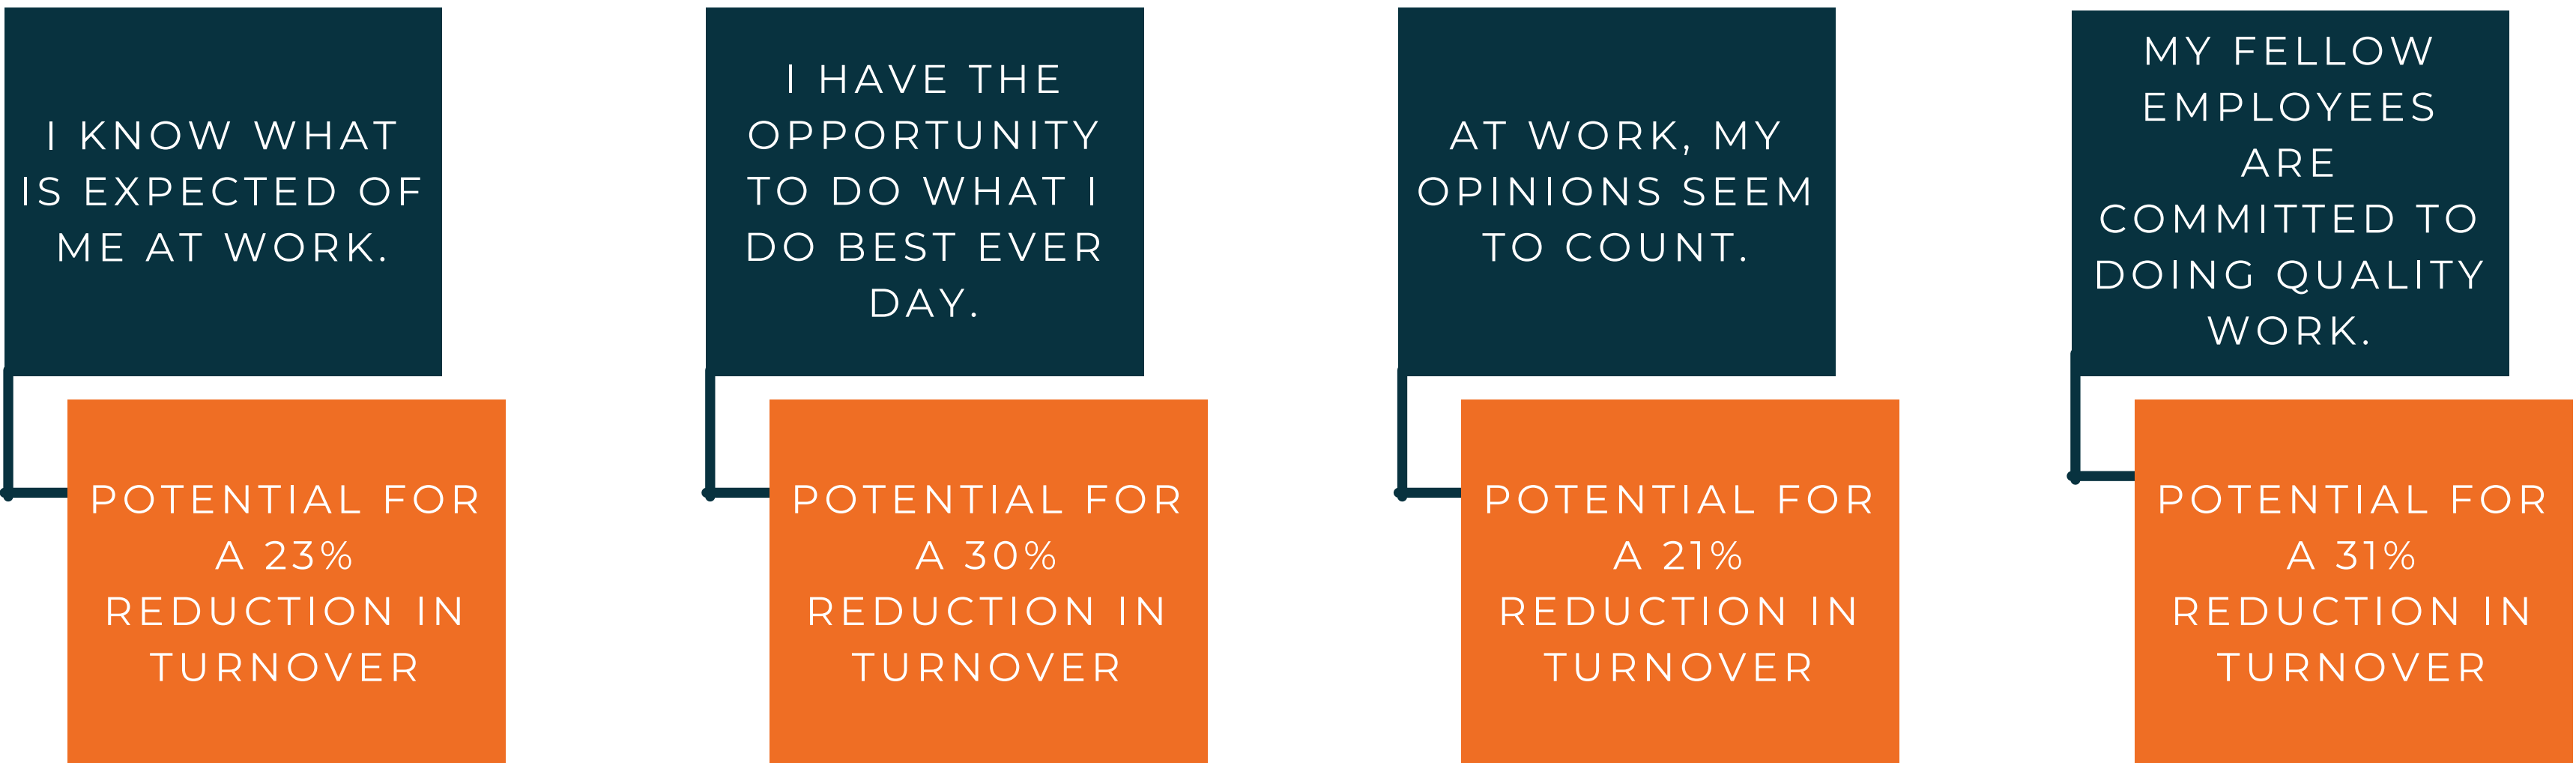 I KNOW WHAT
IS EXPECTED OF
ME AT WORK.
POTENTIAL FOR
A 23%
REDUCTION IN
TURNOVER
I HAVE THE
OPPORTUNITY
TO DO WHAT I
DO BEST EVER
DAY.
POTENTIAL FOR
A 30%
REDUCTION IN
TURNOVER
AT WORK, MY
OPINIONS SEEM
TO COUNT.
POTENTIAL FOR
A 21%
REDUCTION IN
TURNOVER
MY FELLOW
EMPLOYEES
ARE
COMMITTED TO
DOING QUALITY
WORK.
POTENTIAL FOR
A 31%
REDUCTION IN
TURNOVER